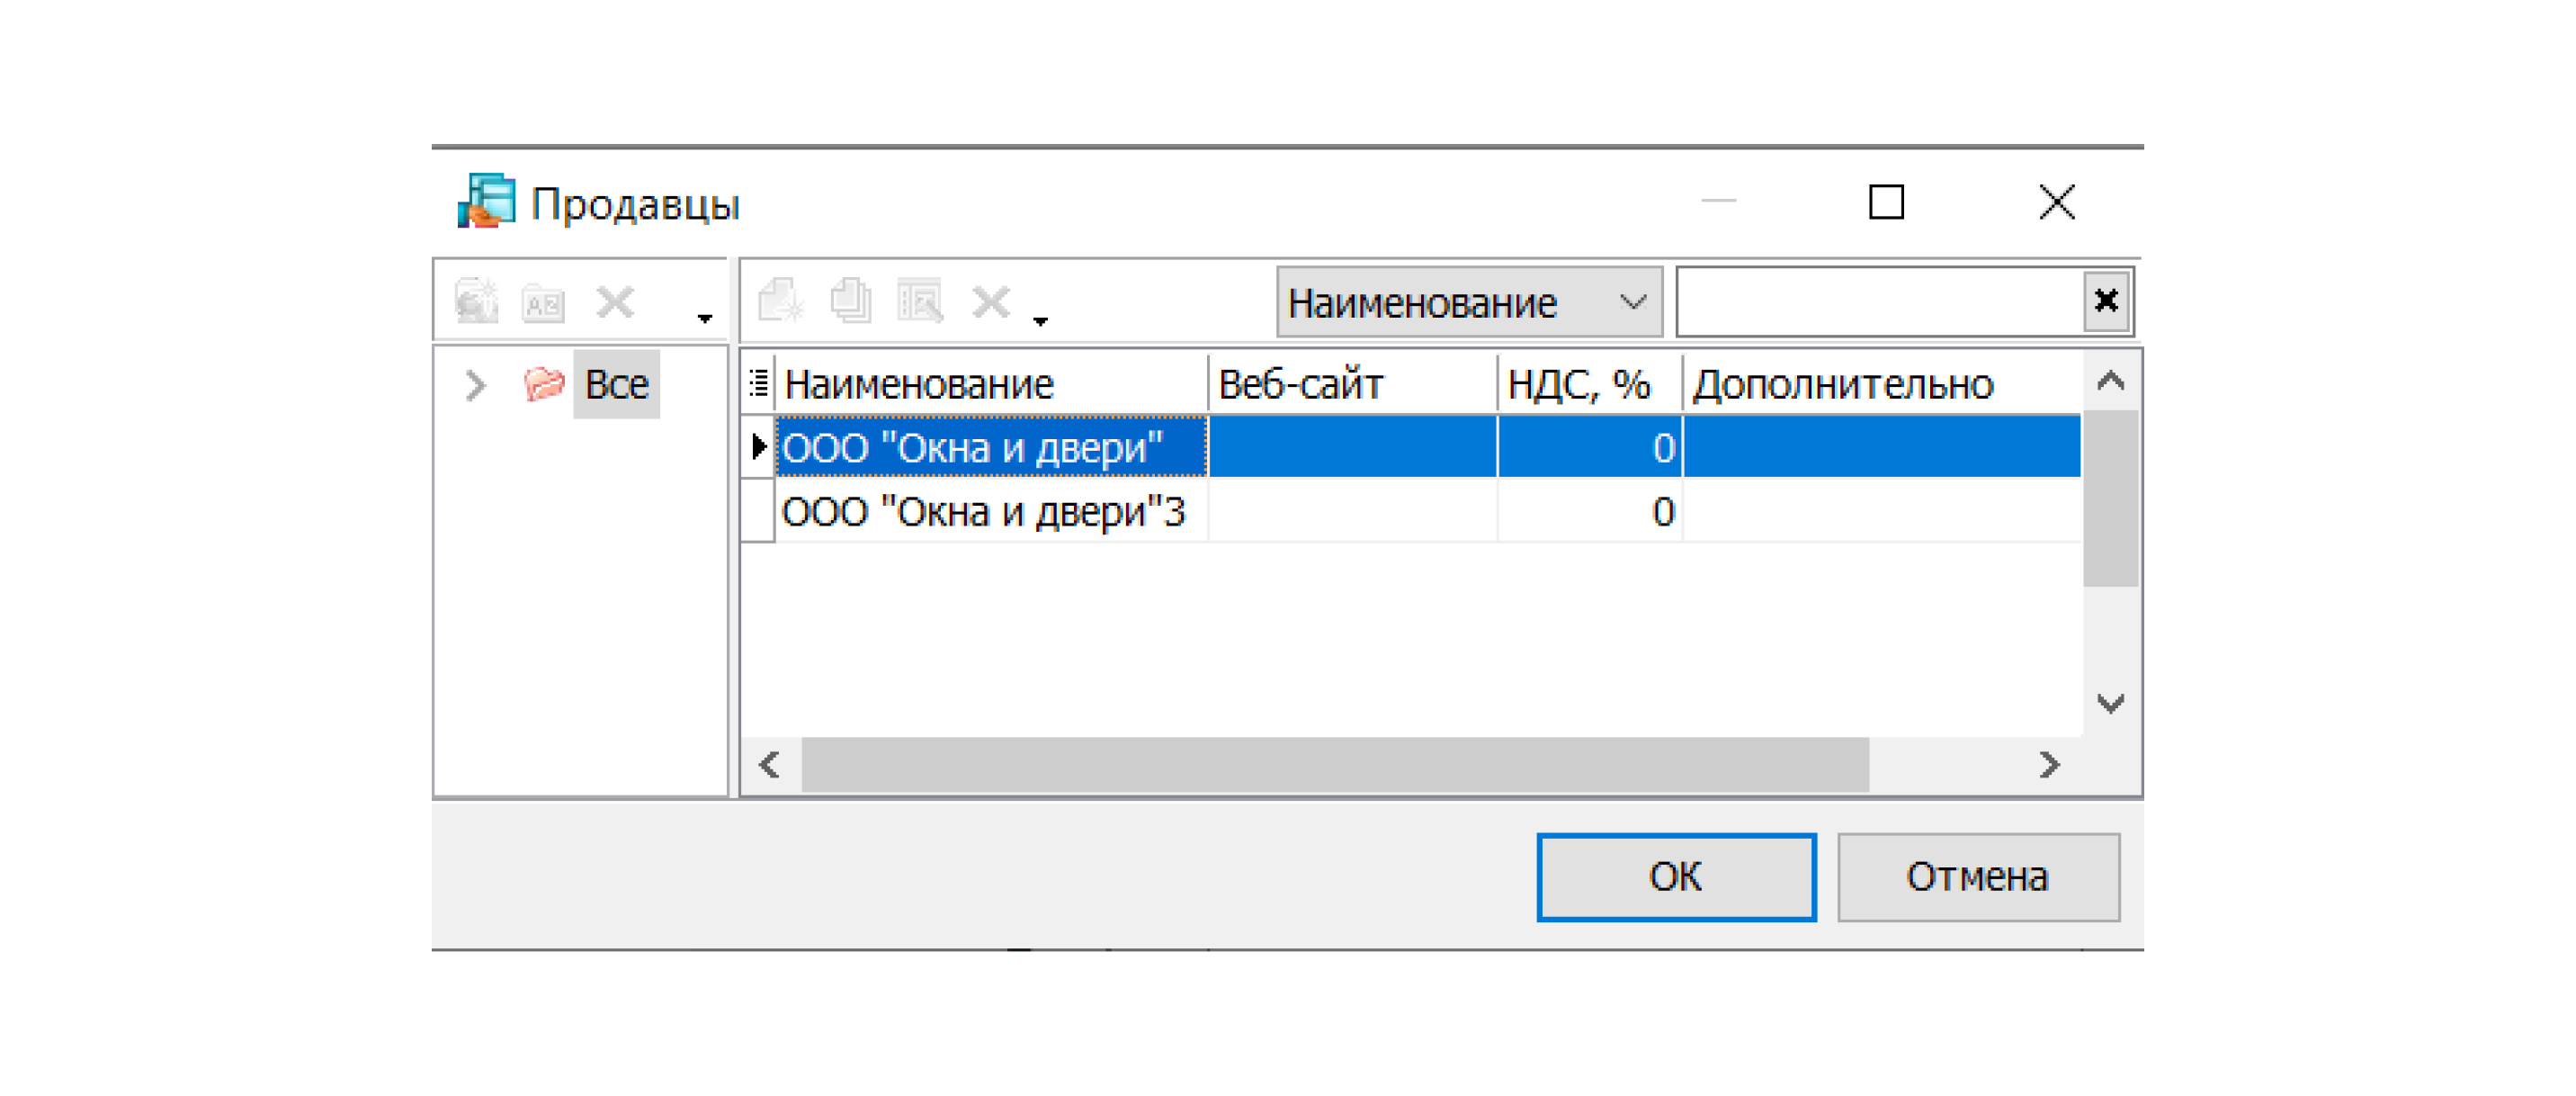 Продавцы
Наименование
Все
Наименование Веб-сайт НДС, % Дополнительно
ООО "Окна и двери" 0
ООО "Окна и двери"3 0
ОК Отмена